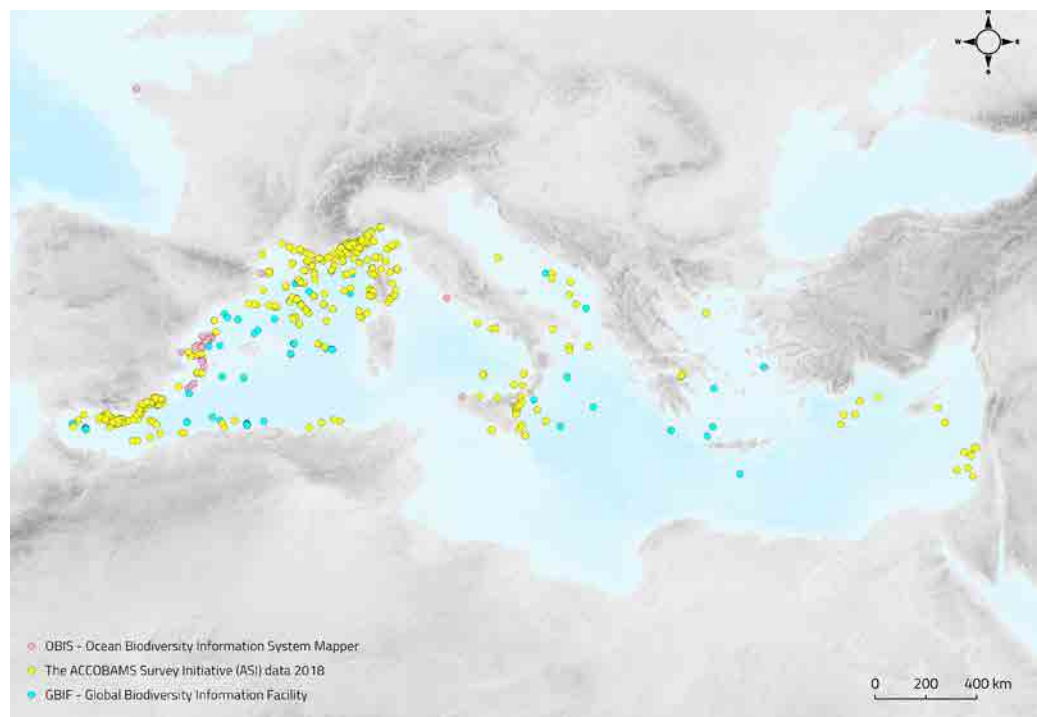 N
W
E
S
OBIS - Ocean Biodiversity Information System Mapper
The ACCOBAMS Survey Initiative (ASI) data 2018
GBIF - Global Biodiversity Information Facility
0 200 400 km